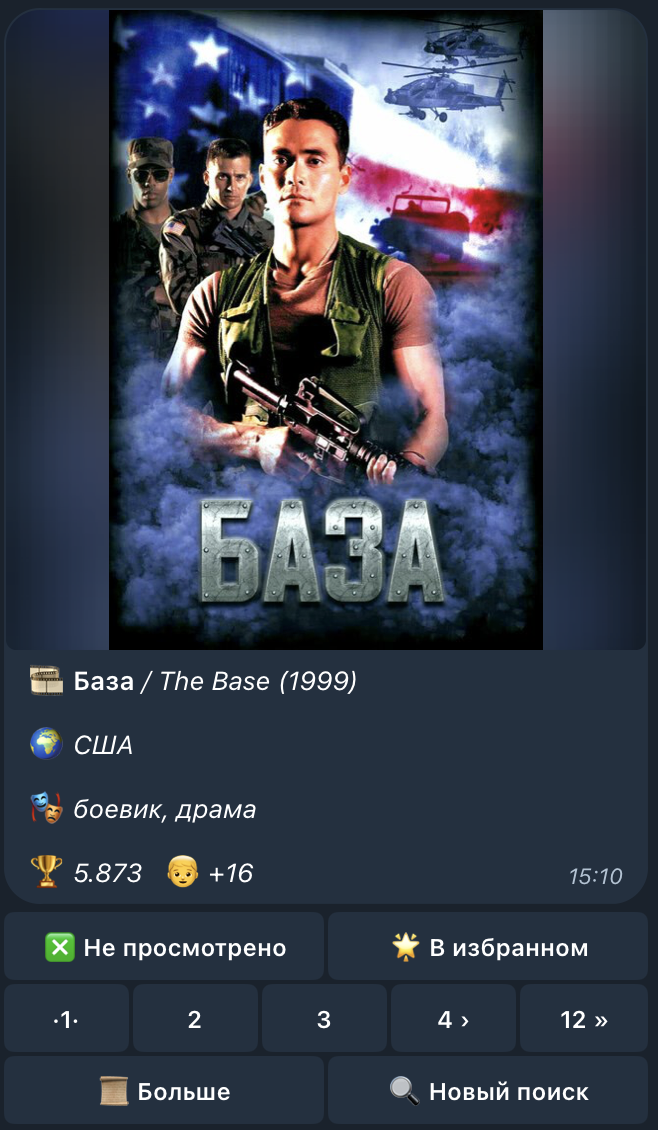 БАЗА
База / The Base (1999)
США
боевик, драма
5.873 +16
15:10
Не просмотрено
В избранном
·1· 2 3 4 › 12 »
Больше
Новый поиск